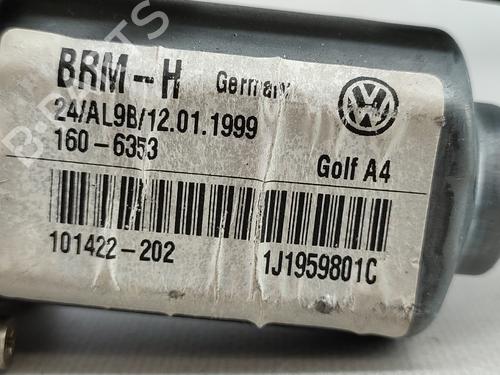 BRM-H Germany
24/AL9B/12.01.1999
160-6353
Golf A4
101422-202 1J1959801C